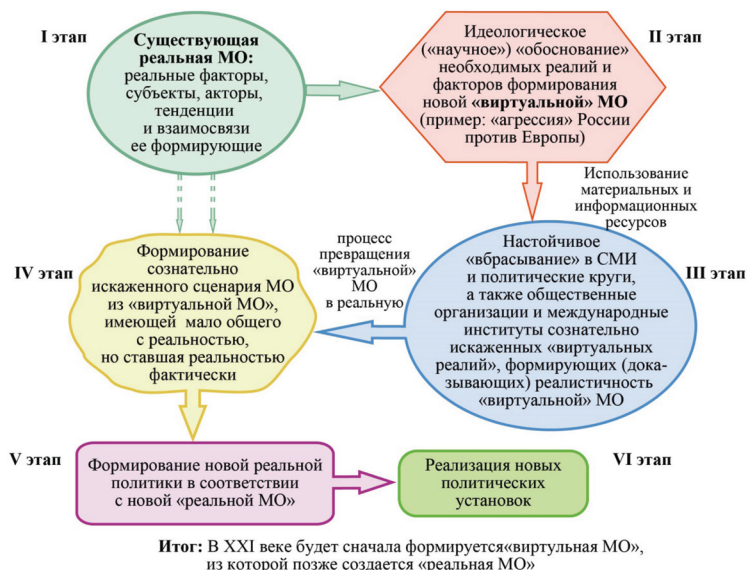 I этап
Существующая
реальная МО:
реальные факторы,
субъекты, акторы,
тенденции
и взаимосвязи
ее формирующие
II этап
Идеологическое
(«научное») «обоснование»
необходимых реалий и
факторов формирования
новой «виртуальной» МО
(пример: «агрессия» России
против Европы)
Использование
материальных и
информационных
ресурсов
III этап
Настойчивое
«вбрасывание» в СМИ
и политические круги,
а также общественные
организации и международные
институты сознательно
искаженных «виртуальных
реалий», формирующих (дока-
зывающих) реалистичность
«виртуальной» МО
процесс
превращения
«виртуальной»
МО
в реальную
IV этап
Формирование
сознательно
искаженного сценария МО
из «виртуальной МО»,
имеющей мало общего
с реальностью,
но ставшая реальностью
фактически
V этап
Формирование новой реальной
политики в соответствии
с новой «реальной МО»
VI этап
Реализация новых
политических
установок
Итог: В XXI веке будет сначала формируется«виртульная МО»,
из которой позже создается «реальная МО»